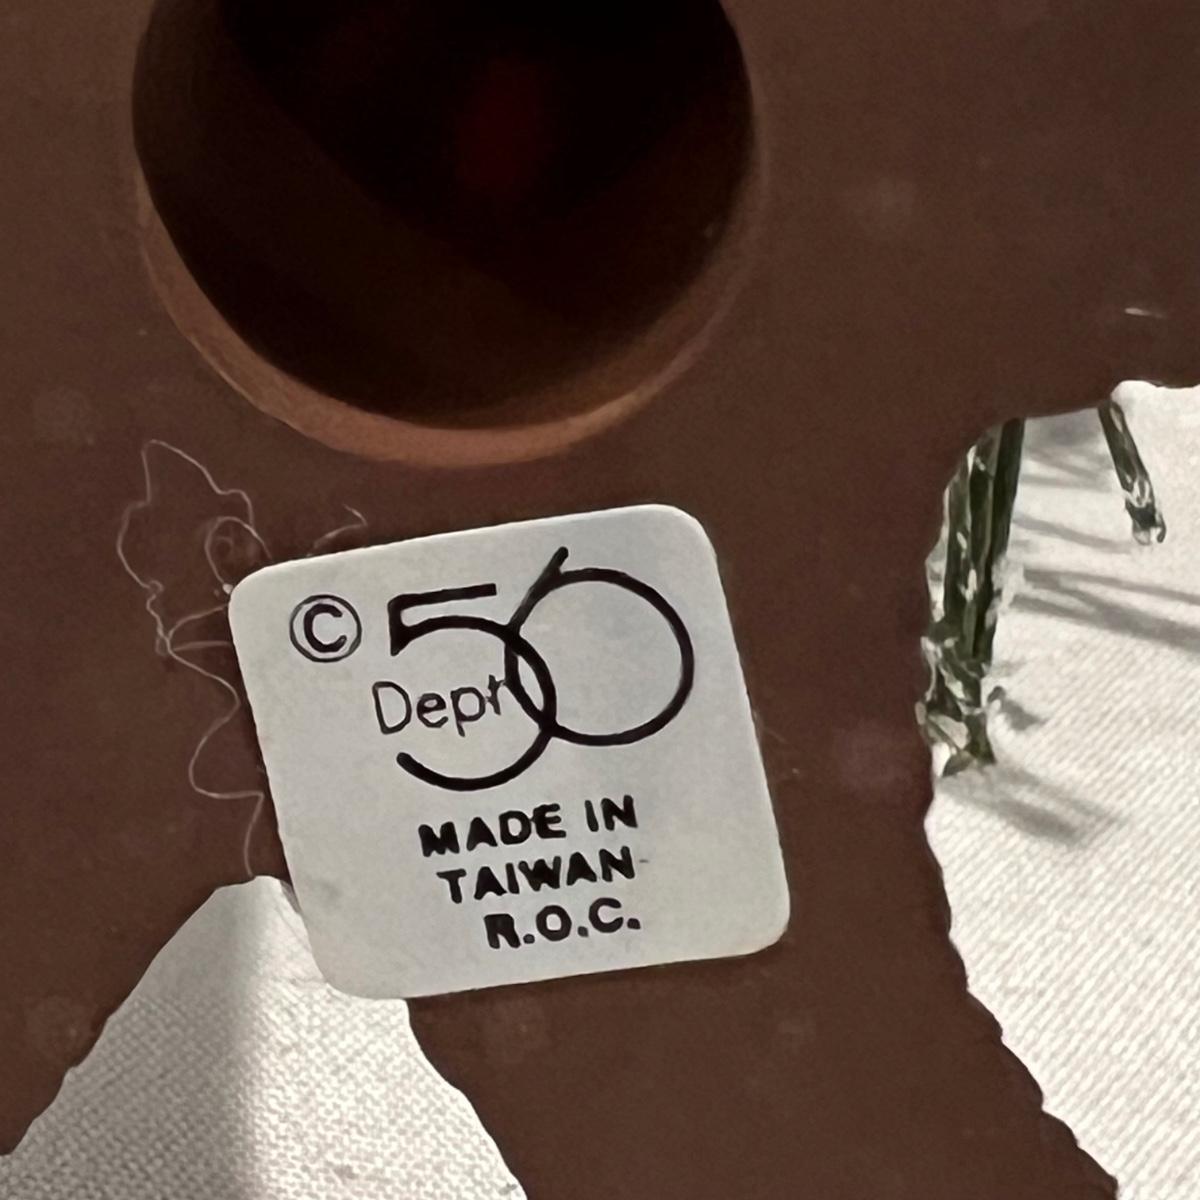 © 56
Dept
MADE IN
TAIWAN
R.O.C.